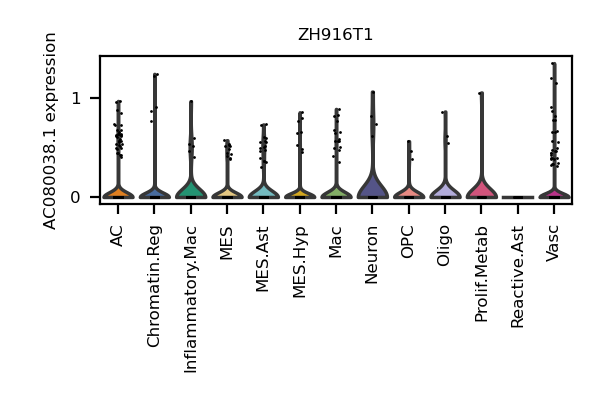 ZH916T1
AC080038.1 expression
1
0
AC
Chromatin.Reg
Inflammatory.Mac
MES
MES.Ast
MES.Hyp
Mac
Neuron
OPC
Oligo
Prolif.Metab
Reactive.Ast
Vasc